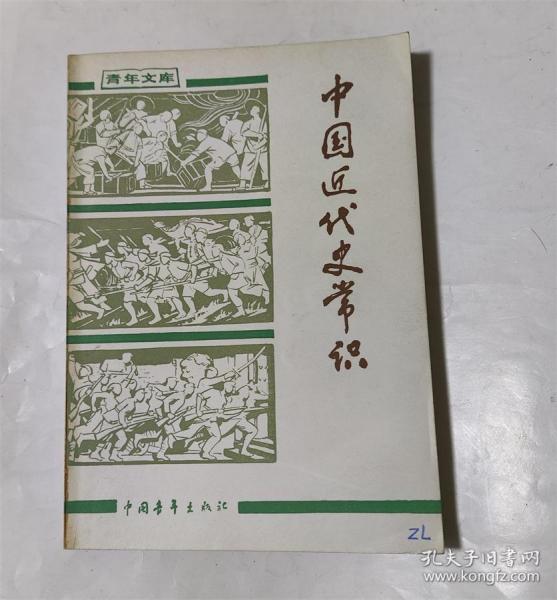 青年文库
中国近代史常识
中国青年出版社
ZL
孔夫子旧书网
www.kongfz.com